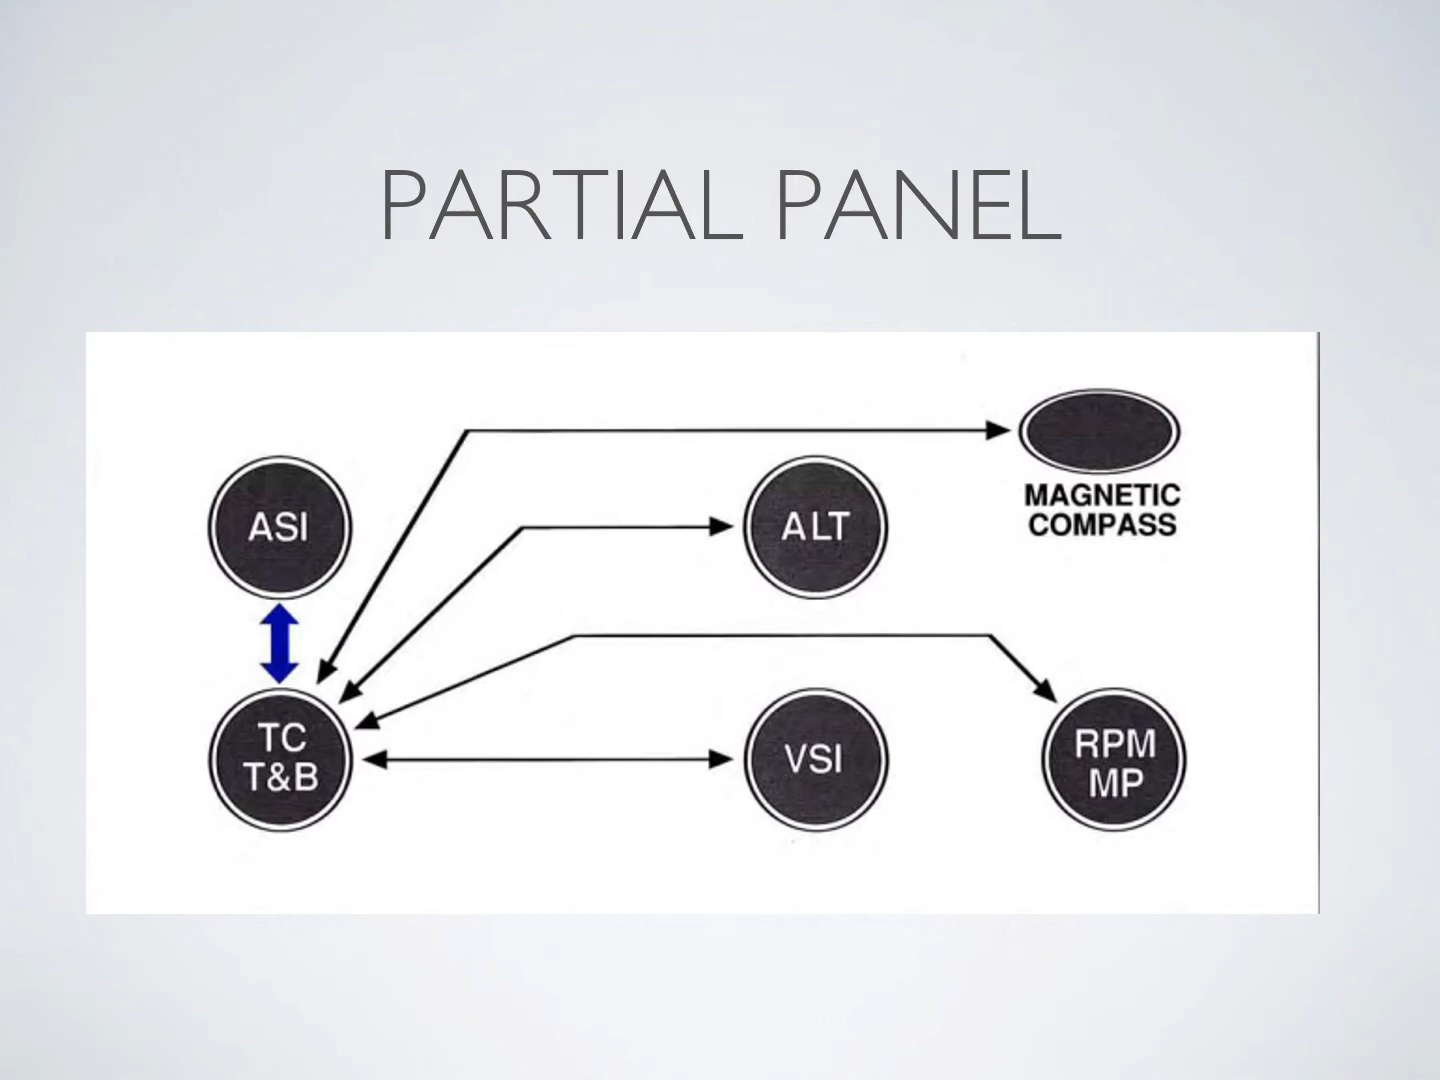 PARTIAL PANEL
ASI
ALT
MAGNETIC
COMPASS
TC
T&B
VSI
RPM
MP